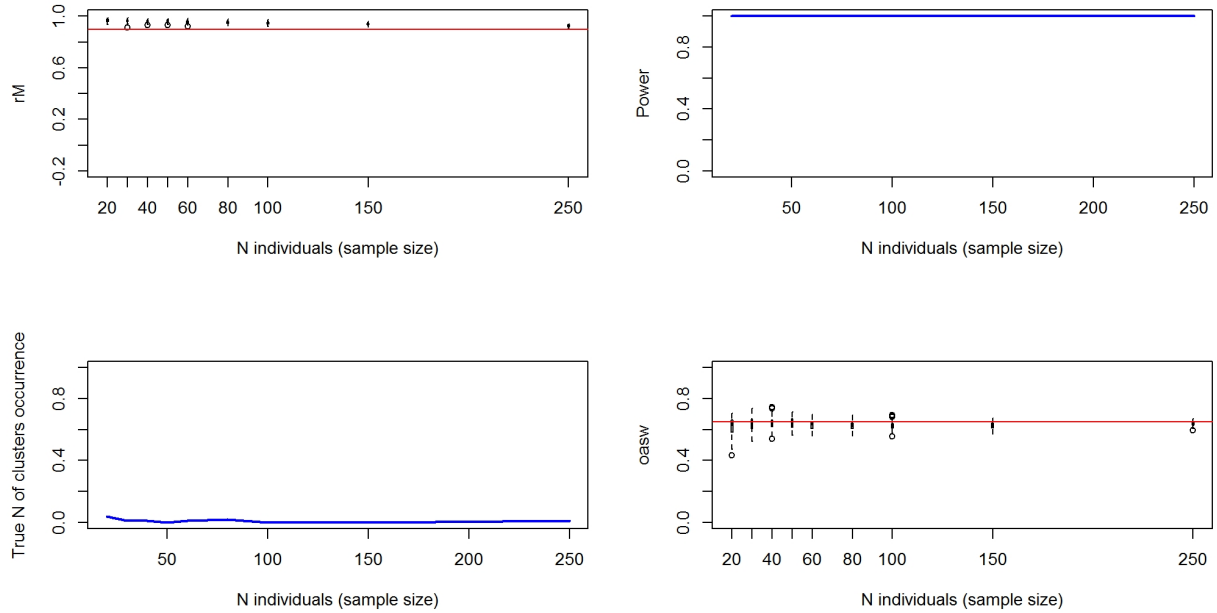 rM
1.0
0.6
0.2
-0.2
20 40 60 80 100 150 250
N individuals (sample size)
Power
0.8
0.4
0.0
50 100 150 200 250
N individuals (sample size)
True N of clusters occurrence
0.8
0.4
0.0
50 100 150 200 250
N individuals (sample size)
oasw
0.8
0.4
0.0
20 40 60 80 100 150 250
N individuals (sample size)